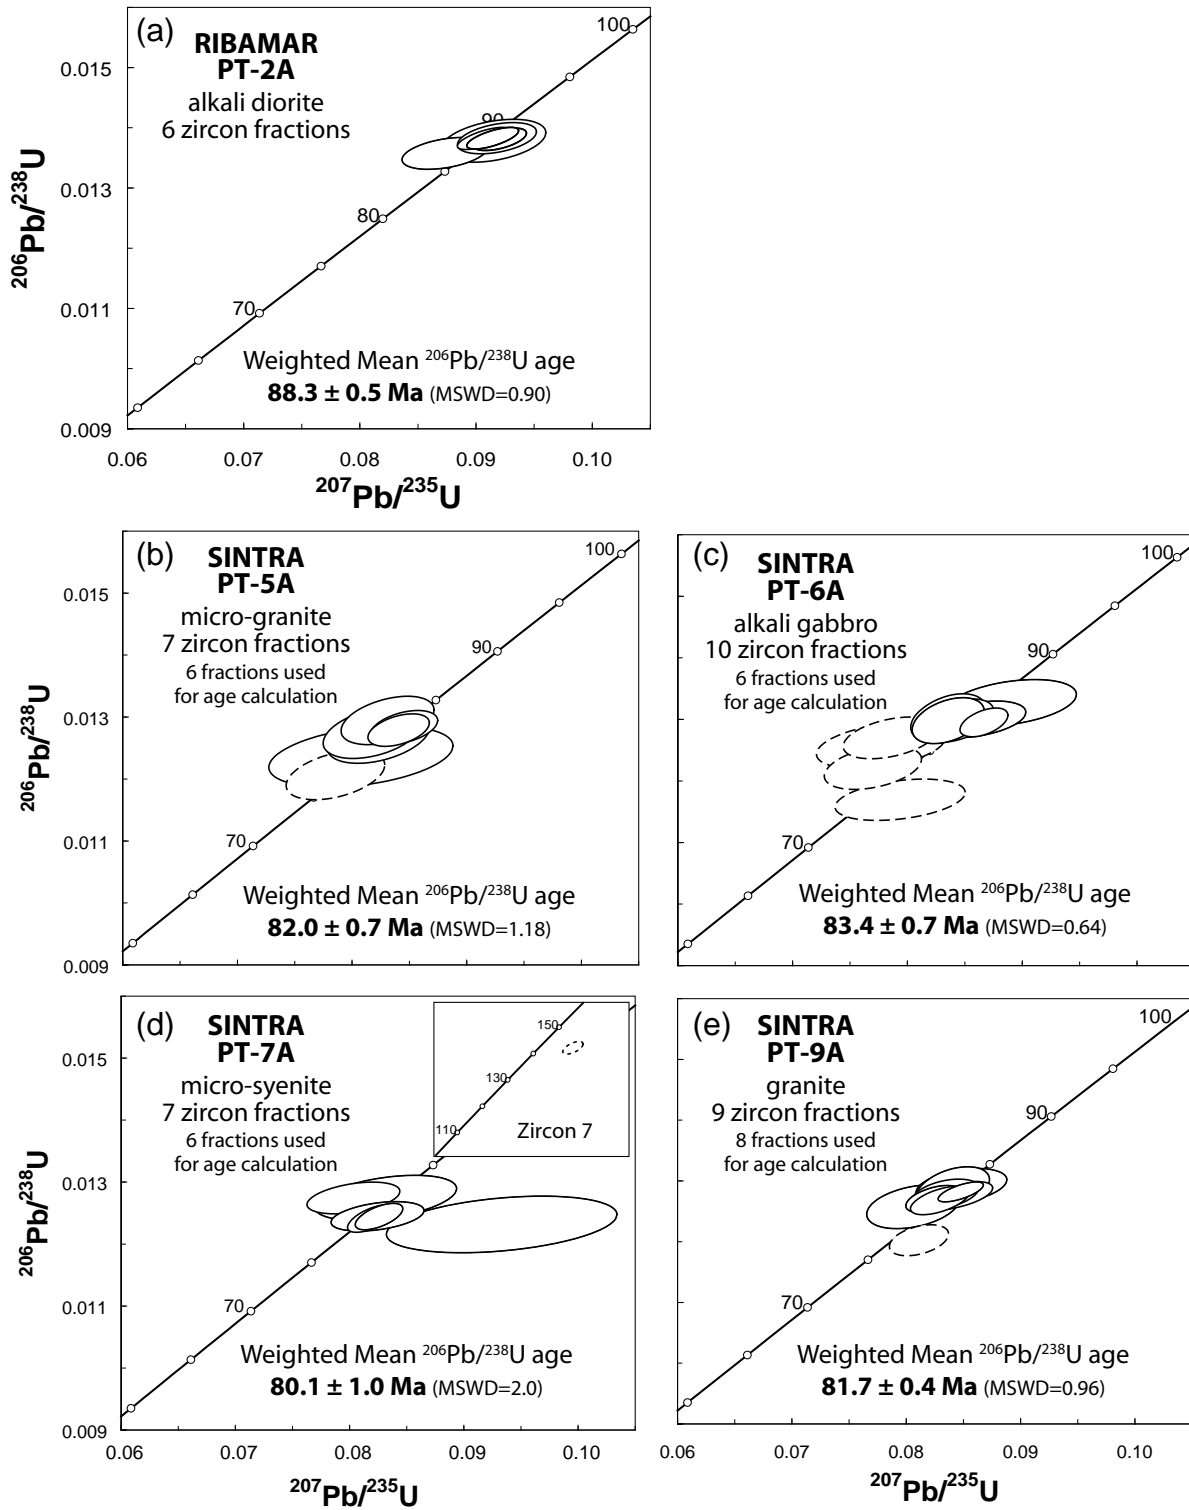 (a)
RIBAMAR
PT-2A
alkali diorite
6 zircon fractions
100
90
80
70
0.015
0.013
0.011
0.009
²⁰⁶Pb/²³⁸U
Weighted Mean ²⁰⁶Pb/²³⁸U age
88.3 ± 0.5 Ma (MSWD=0.90)
0.06 0.07 0.08 0.09 0.10
²⁰⁷Pb/²³⁵U
(b)
SINTRA
PT-5A
micro-granite
7 zircon fractions
6 fractions used
for age calculation
100
90
70
0.015
0.013
0.011
0.009
²⁰⁶Pb/²³⁸U
Weighted Mean ²⁰⁶Pb/²³⁸U age
82.0 ± 0.7 Ma (MSWD=1.18)
(c)
SINTRA
PT-6A
alkali gabbro
10 zircon fractions
6 fractions used
for age calculation
100
90
70
Weighted Mean ²⁰⁶Pb/²³⁸U age
83.4 ± 0.7 Ma (MSWD=0.64)
(d)
SINTRA
PT-7A
micro-syenite
7 zircon fractions
6 fractions used
for age calculation
150
130
110
Zircon 7
70
0.015
0.013
0.011
0.009
²⁰⁶Pb/²³⁸U
Weighted Mean ²⁰⁶Pb/²³⁸U age
80.1 ± 1.0 Ma (MSWD=2.0)
0.06 0.07 0.08 0.09 0.10
²⁰⁷Pb/²³⁵U
(e)
SINTRA
PT-9A
granite
9 zircon fractions
8 fractions used
for age calculation
100
90
70
Weighted Mean ²⁰⁶Pb/²³⁸U age
81.7 ± 0.4 Ma (MSWD=0.96)
0.06 0.07 0.08 0.09 0.10
²⁰⁷Pb/²³⁵U